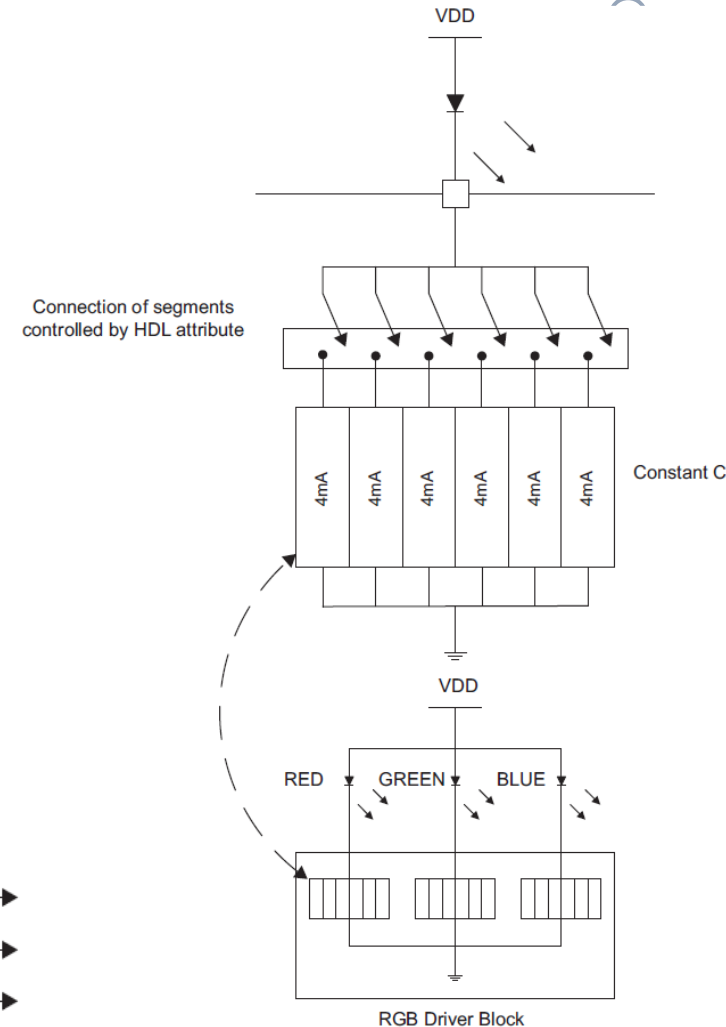 VDD
Connection of segments
controlled by HDL attribute
4mA
4mA
4mA
4mA
4mA
4mA
Constant C
VDD
RED
GREEN
BLUE
RGB Driver Block